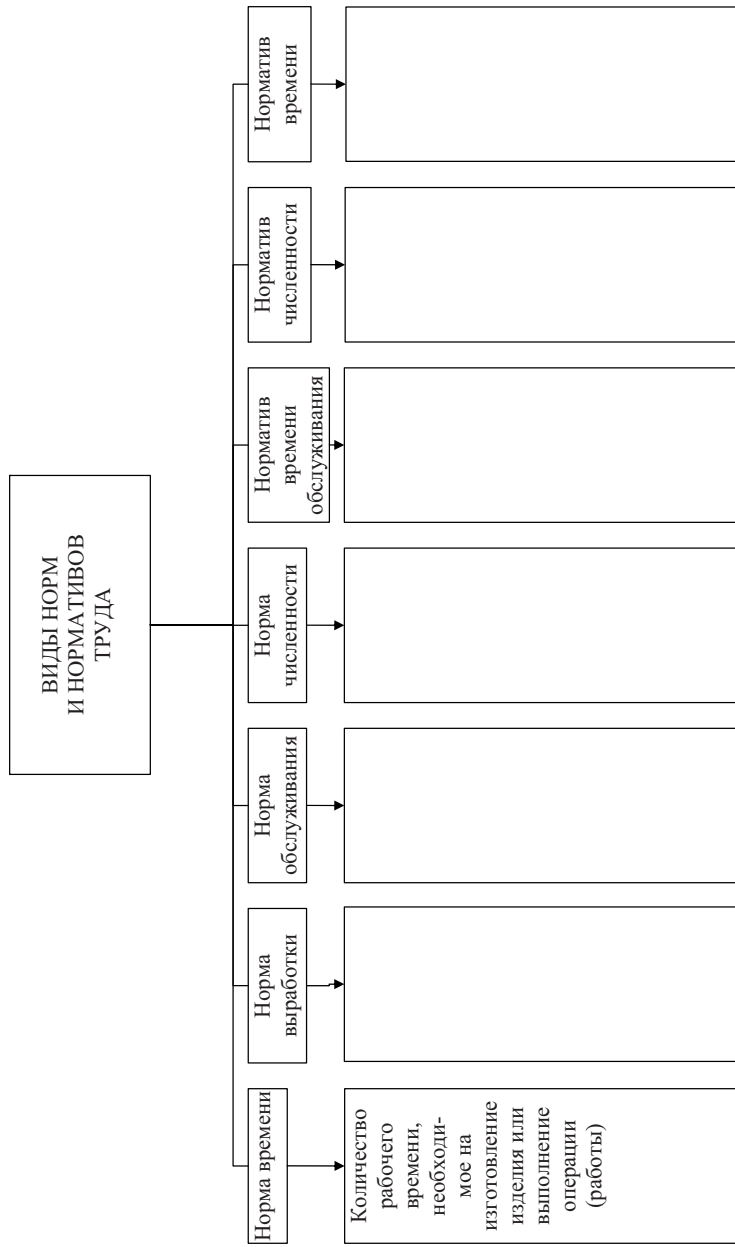 ВИДЫ НОРМ
И НОРМАТИВОВ
ТРУДА
Норма времени
Норма
выработки
Норма
обслуживания
Норма
численности
Норматив
времени
обслуживания
Норматив
численности
Норматив
времени
Количество
рабочего
времени,
необходи-
мое на
изготовление
изделия или
выполнение
операции
(работы)